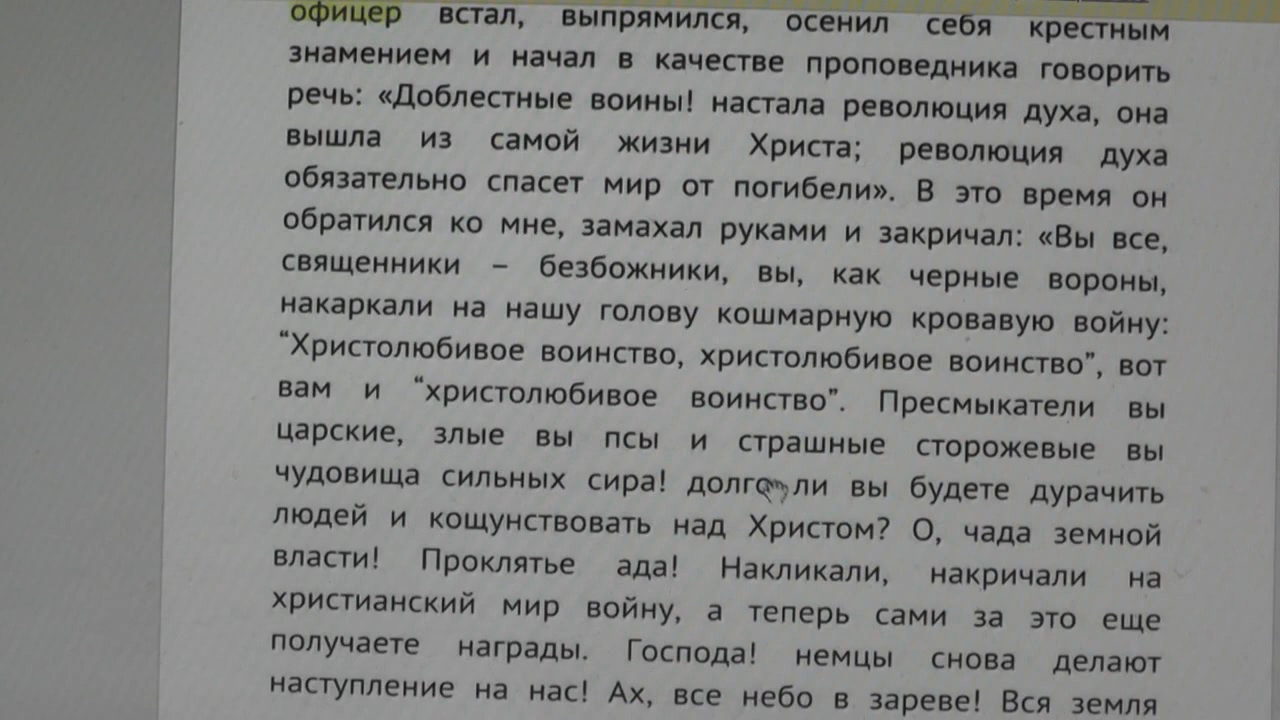 офицер встал, выпрямился, осенил себя крестным
знамением и начал в качестве проповедника говорить
речь: «Доблестные воины! настала революция духа, она
вышла из самой жизни Христа; революция духа
обязательно спасет мир от погибели». В это время он
обратился ко мне, замахал руками и закричал: «Вы все,
священники – безбожники, вы, как черные вороны,
накаркали на нашу голову кошмарную кровавую войну:
“Христолюбивое воинство, христолюбивое воинство”, вот
вам и “христолюбивое воинство”. Пресмыкатели вы
царские, злые вы псы и страшные сторожевые вы
чудовища сильных сира! долго ли вы будете дурачить
людей и кощунствовать над Христом? О, чада земной
власти! Проклятье ада! Накликали, накричали на
христианский мир войну, а теперь сами за это еще
получаете награды. Господа! немцы снова делают
наступление на нас! Ах, все небо в зареве! Вся земля